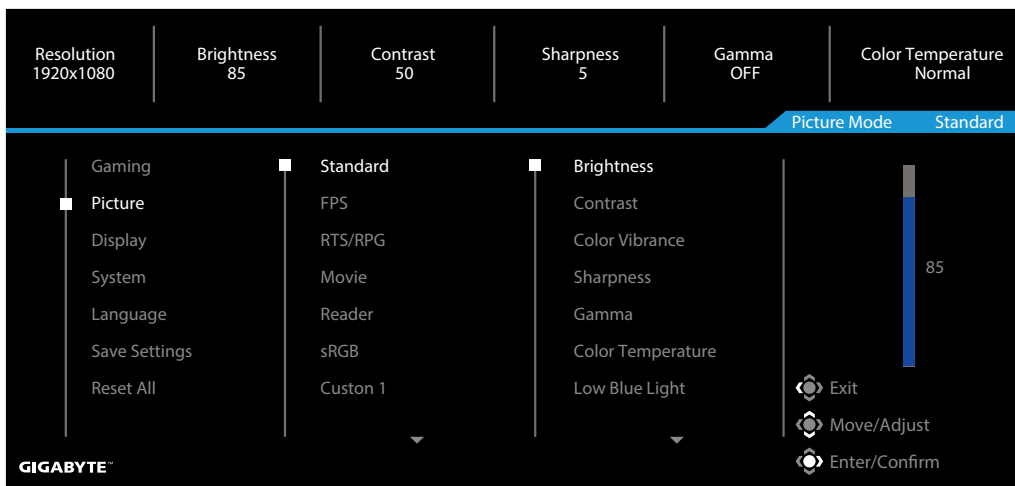 Resolution
1920x1080
Brightness
85
Contrast
50
Sharpness
5
Gamma
OFF
Color Temperature
Normal
Picture Mode Standard
Gaming
Picture
Display
System
Language
Save Settings
Reset All
Standard
FPS
RTS/RPG
Movie
Reader
sRGB
Custon 1
Brightness
Contrast
Color Vibrance
Sharpness
Gamma
Color Temperature
Low Blue Light
85
Exit
Move/Adjust
Enter/Confirm
GIGABYTE™